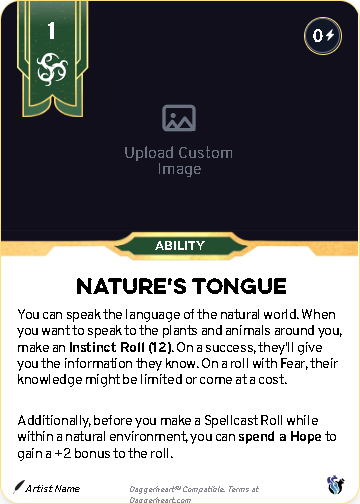 1
0
Upload Custom
Image
ABILITY
NATURE'S TONGUE
You can speak the language of the natural world. When
you want to speak to the plants and animals around you,
make an Instinct Roll (12). On a success, they'll give
you the information they know. On a roll with Fear, their
knowledge might be limited or come at a cost.
Additionally, before you make a Spellcast Roll while
within a natural environment, you can spend a Hope to
gain a +2 bonus to the roll.
Artist Name
Daggerheart™ Compatible. Terms at
Daggerheart.com